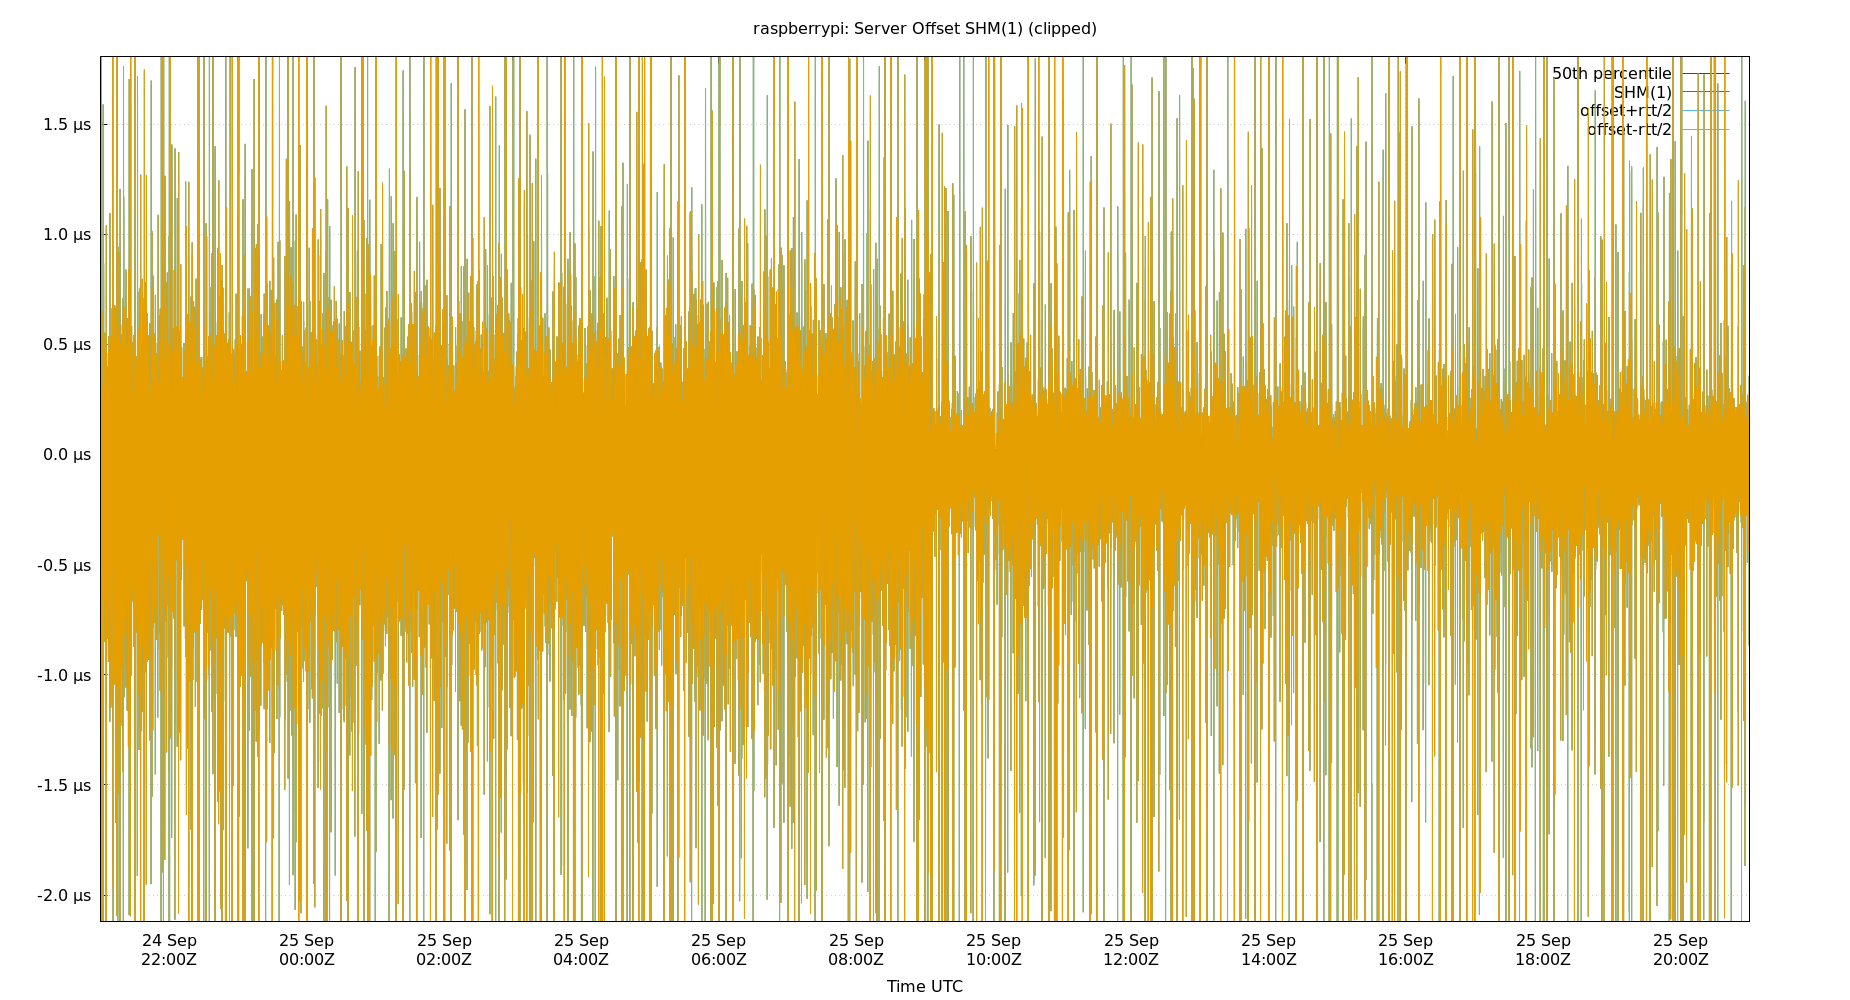 raspberrypi: Server Offset SHM(1) (clipped)
50th percentile
SHM(1)
offset+rtt/2
offset-rtt/2
1.5 µs
1.0 µs
0.5 µs
0.0 µs
-0.5 µs
-1.0 µs
-1.5 µs
-2.0 µs
24 Sep 25 Sep 25 Sep 25 Sep 25 Sep 25 Sep 25 Sep 25 Sep 25 Sep 25 Sep 25 Sep 25 Sep
22:00Z 00:00Z 02:00Z 04:00Z 06:00Z 08:00Z 10:00Z 12:00Z 14:00Z 16:00Z 18:00Z 20:00Z
Time UTC